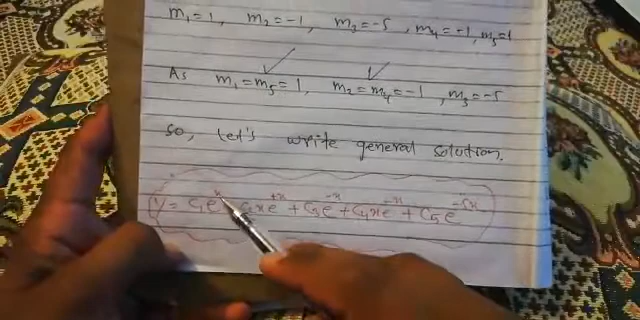 m₁=1, m₂=-1, m₃=-5, m₄=-1, m₅=1
As m₁=m₅=1, m₂=m₄=-1, m₃=-5
so, Let's write general solution.
y = c₁eˣ c₂xe⁺ˣ + c₃e⁻ˣ + c₄xe⁻ˣ + c₅e⁻⁵ˣ